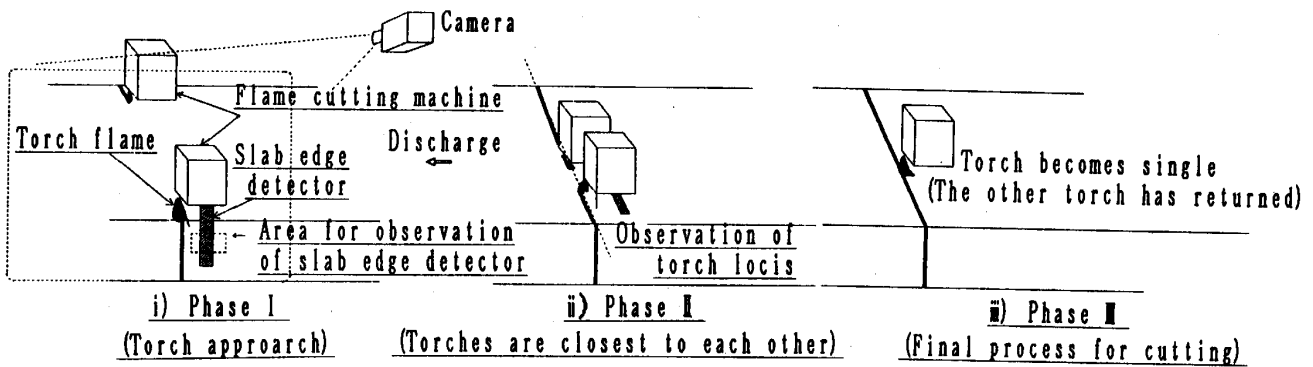 Camera
Flame cutting machine
Torch flame
Slab edge
detector
Area for observation
of slab edge detector
i) Phase I
(Torch approarch)
Discharge
Observation of
torch locis
ii) Phase II
(Torches are closest to each other)
Torch becomes single
(The other torch has returned)
iii) Phase III
(Final process for cutting)